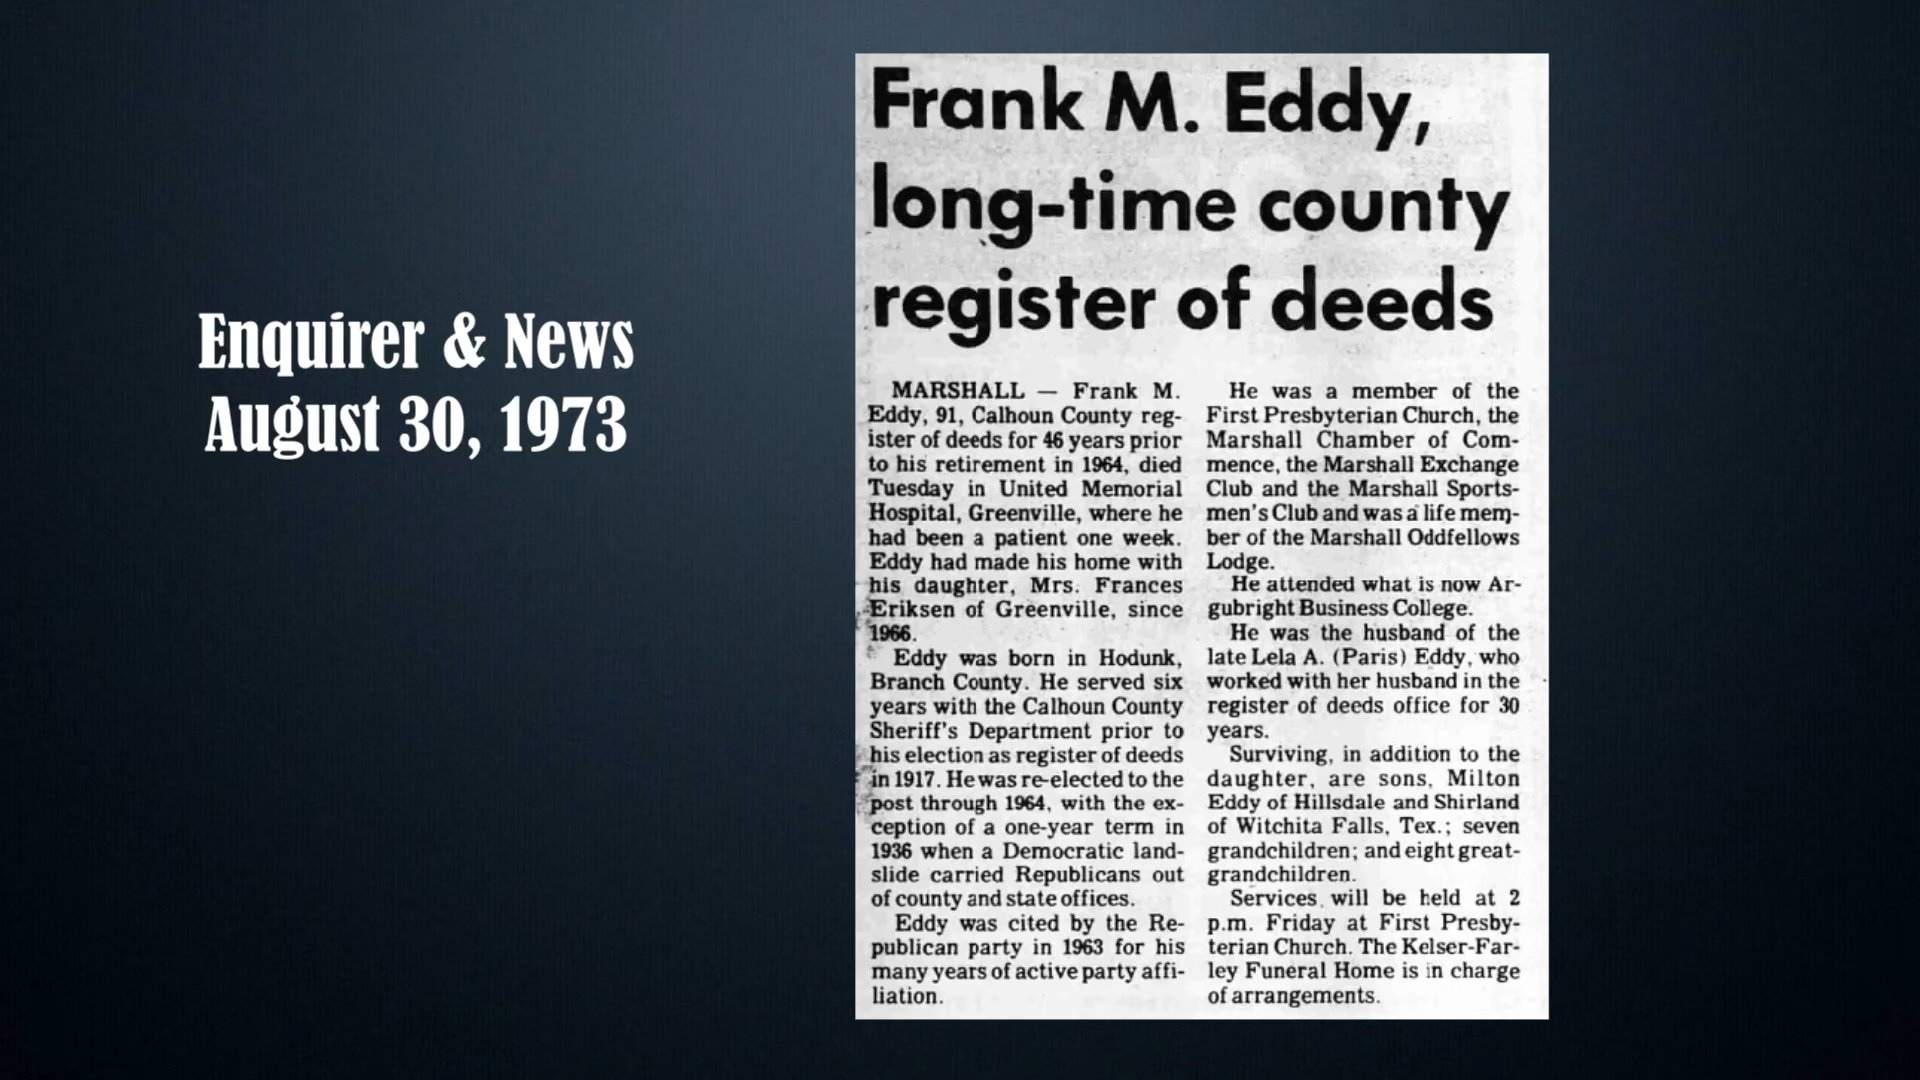 Enquirer & News
August 30, 1973
Frank M. Eddy,
long-time county
register of deeds
MARSHALL — Frank M.
Eddy, 91, Calhoun County reg-
ister of deeds for 46 years prior
to his retirement in 1964, died
Tuesday in United Memorial
Hospital, Greenville, where he
had been a patient one week.
Eddy had made his home with
his daughter, Mrs. Frances
Eriksen of Greenville, since
1966.
Eddy was born in Hodunk,
Branch County. He served six
years with the Calhoun County
Sheriff's Department prior to
his election as register of deeds
in 1917. He was re-elected to the
post through 1964, with the ex-
ception of a one-year term in
1936 when a Democratic land-
slide carried Republicans out
of county and state offices.
Eddy was cited by the Re-
publican party in 1963 for his
many years of active party affi-
liation.
He was a member of the
First Presbyterian Church, the
Marshall Chamber of Com-
mence, the Marshall Exchange
Club and the Marshall Sports-
men's Club and was a life mem-
ber of the Marshall Oddfellows
Lodge.
He attended what is now Ar-
gubright Business College.
He was the husband of the
late Lela A. (Paris) Eddy, who
worked with her husband in the
register of deeds office for 30
years.
Surviving, in addition to the
daughter, are sons, Milton
Eddy of Hillsdale and Shirland
of Witchita Falls, Tex.; seven
grandchildren; and eight great-
grandchildren.
Services will be held at 2
p.m. Friday at First Presby-
terian Church. The Kelser-Far-
ley Funeral Home is in charge
of arrangements.